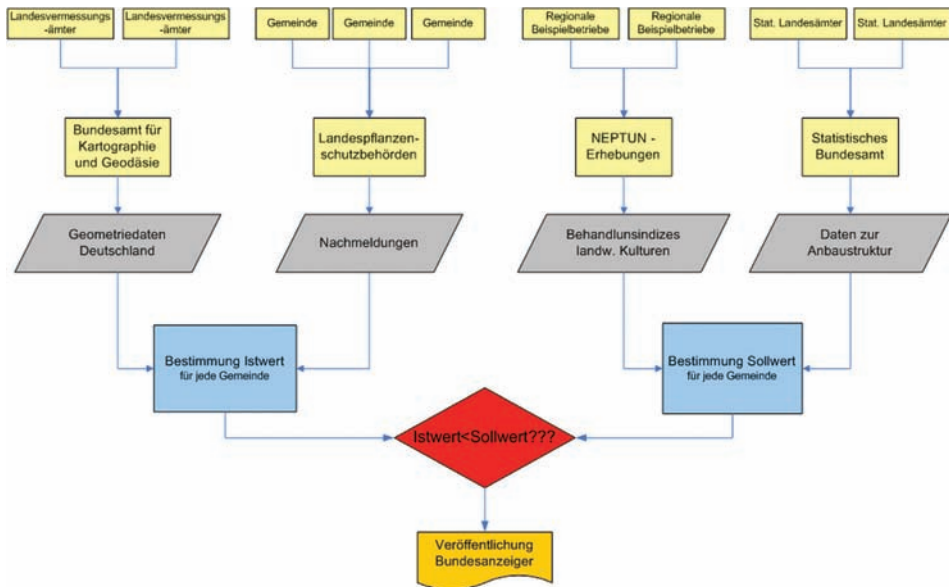 Landesvermessungs
-ämter
Landesvermessungs
-ämter
Gemeinde
Gemeinde
Gemeinde
Regionale
Beispielbetriebe
Regionale
Beispielbetriebe
Stat. Landesämter
Stat. Landesämter
Bundesamt für
Kartographie
und Geodäsie
Landespflanzen-
schutzbehörden
NEPTUN -
Erhebungen
Statistisches
Bundesamt
Geometriedaten
Deutschland
Nachmeldungen
Behandlunsindizes
landw. Kulturen
Daten zur
Anbaustruktur
Bestimmung Istwert
für jede Gemeinde
Bestimmung Sollwert
für jede Gemeinde
Istwert<Sollwert???
Veröffentlichung
Bundesanzeiger